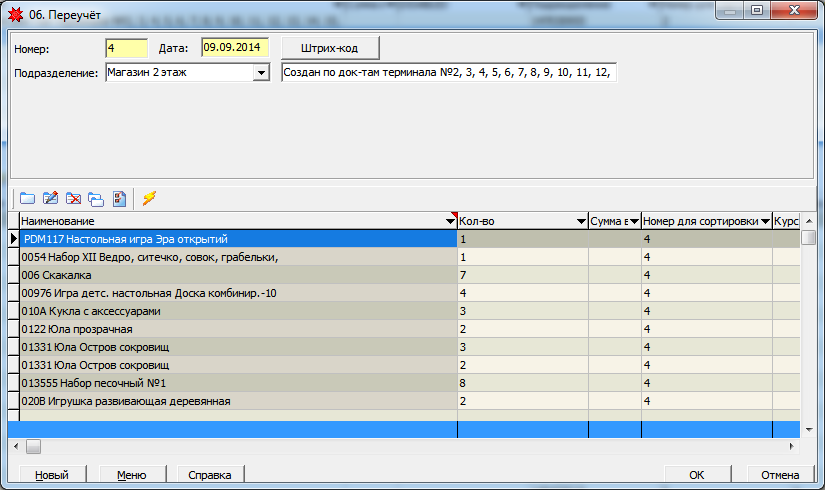 06. Переучёт
Номер: 4 Дата: 09.09.2014 Штрих-код
Подразделение: Магазин 2 этаж Создан по док-там терминала №2, 3, 4, 5, 6, 7, 8, 9, 10, 11, 12,
Наименование Кол-во Сумма в Номер для сортировки Курс
PDM117 Настольная игра Эра открытий 1 4
0054 Набор XII Ведро, ситечко, совок, грабельки, 1 4
006 Скакалка 7 4
00976 Игра детс. настольная Доска комбинир.-10 4 4
010А Кукла с аксессуарами 3 4
0122 Юла прозрачная 2 4
01331 Юла Остров сокровищ 3 4
01331 Юла Остров сокровищ 2 4
013555 Набор песочный №1 8 4
020В Игрушка развивающая деревянная 2 4
Новый Меню Справка ОК Отмена